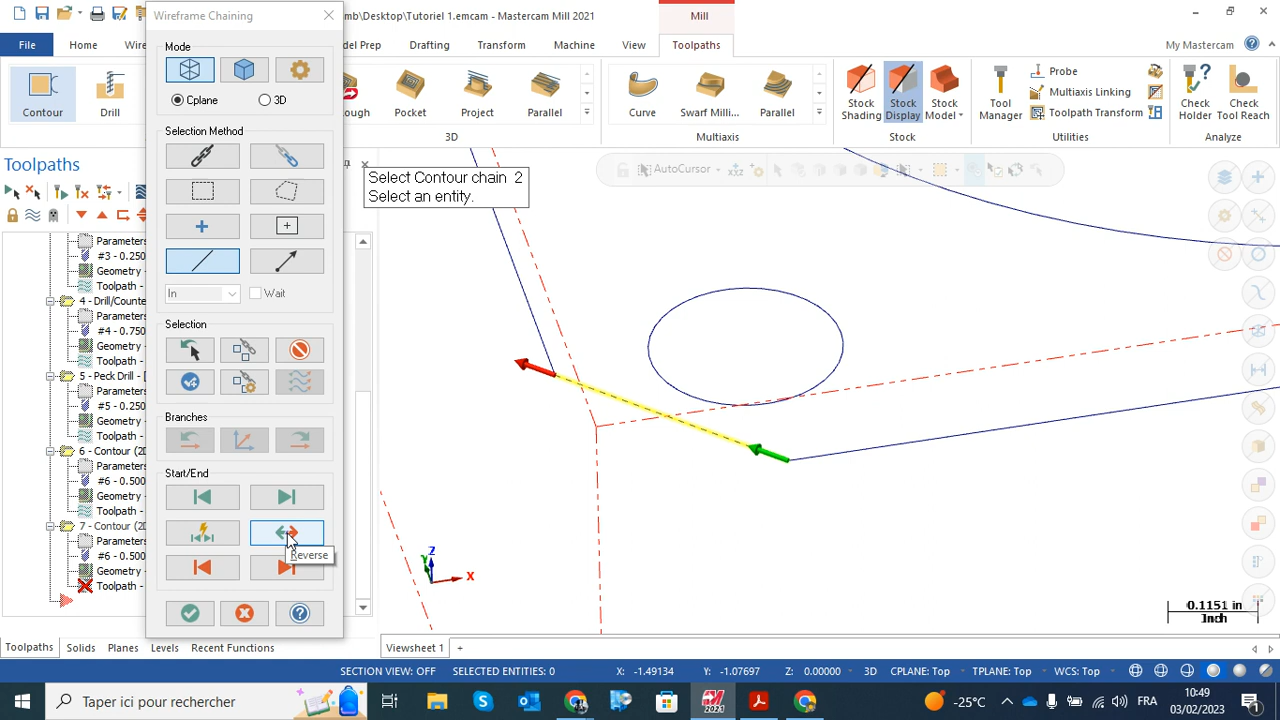 Wireframe Chaining
mb\Desktop\Tutoriel 1.emcam - Mastercam Mill 2021
Mill
File
Home
Wire
del Prep
Drafting
Transform
Machine
View
Toolpaths
My Mastercam
Mode
Cplane
3D
Contour
Drill
ough
Pocket
Project
Parallel
3D
Curve
Swarf Milli...
Parallel
Multiaxis
Stock
Shading
Stock
Display
Stock
Model
Stock
Tool
Manager
Probe
Multiaxis Linking
Toolpath Transform
Utilities
Check
Holder
Check
Tool Reach
Analyze
Toolpaths
Selection Method
In
Wait
Selection
Branches
Start/End
Reverse
Select Contour chain 2
Select an entity.
AutoCursor
Parameters
#3 - 0.250
Geometry -
Toolpath -
4 - Drill/Counte
Parameters
#4 - 0.750
Geometry -
Toolpath -
5 - Peck Drill - [
Parameters
#5 - 0.250
Geometry -
Toolpath -
6 - Contour (2D
Parameters
#6 - 0.500
Geometry -
Toolpath -
7 - Contour (2D
Parameters
#6 - 0.500
Geometry -
Toolpath -
Z
Y
X
0.1151 in
Inch
Toolpaths
Solids
Planes
Levels
Recent Functions
Viewsheet 1
+
SECTION VIEW: OFF
SELECTED ENTITIES: 0
X: -1.49134
Y: -1.07697
Z: 0.00000
3D
CPLANE: Top
TPLANE: Top
WCS: Top
Taper ici pour rechercher
2021
-25°C
FRA
10:49
03/02/2023